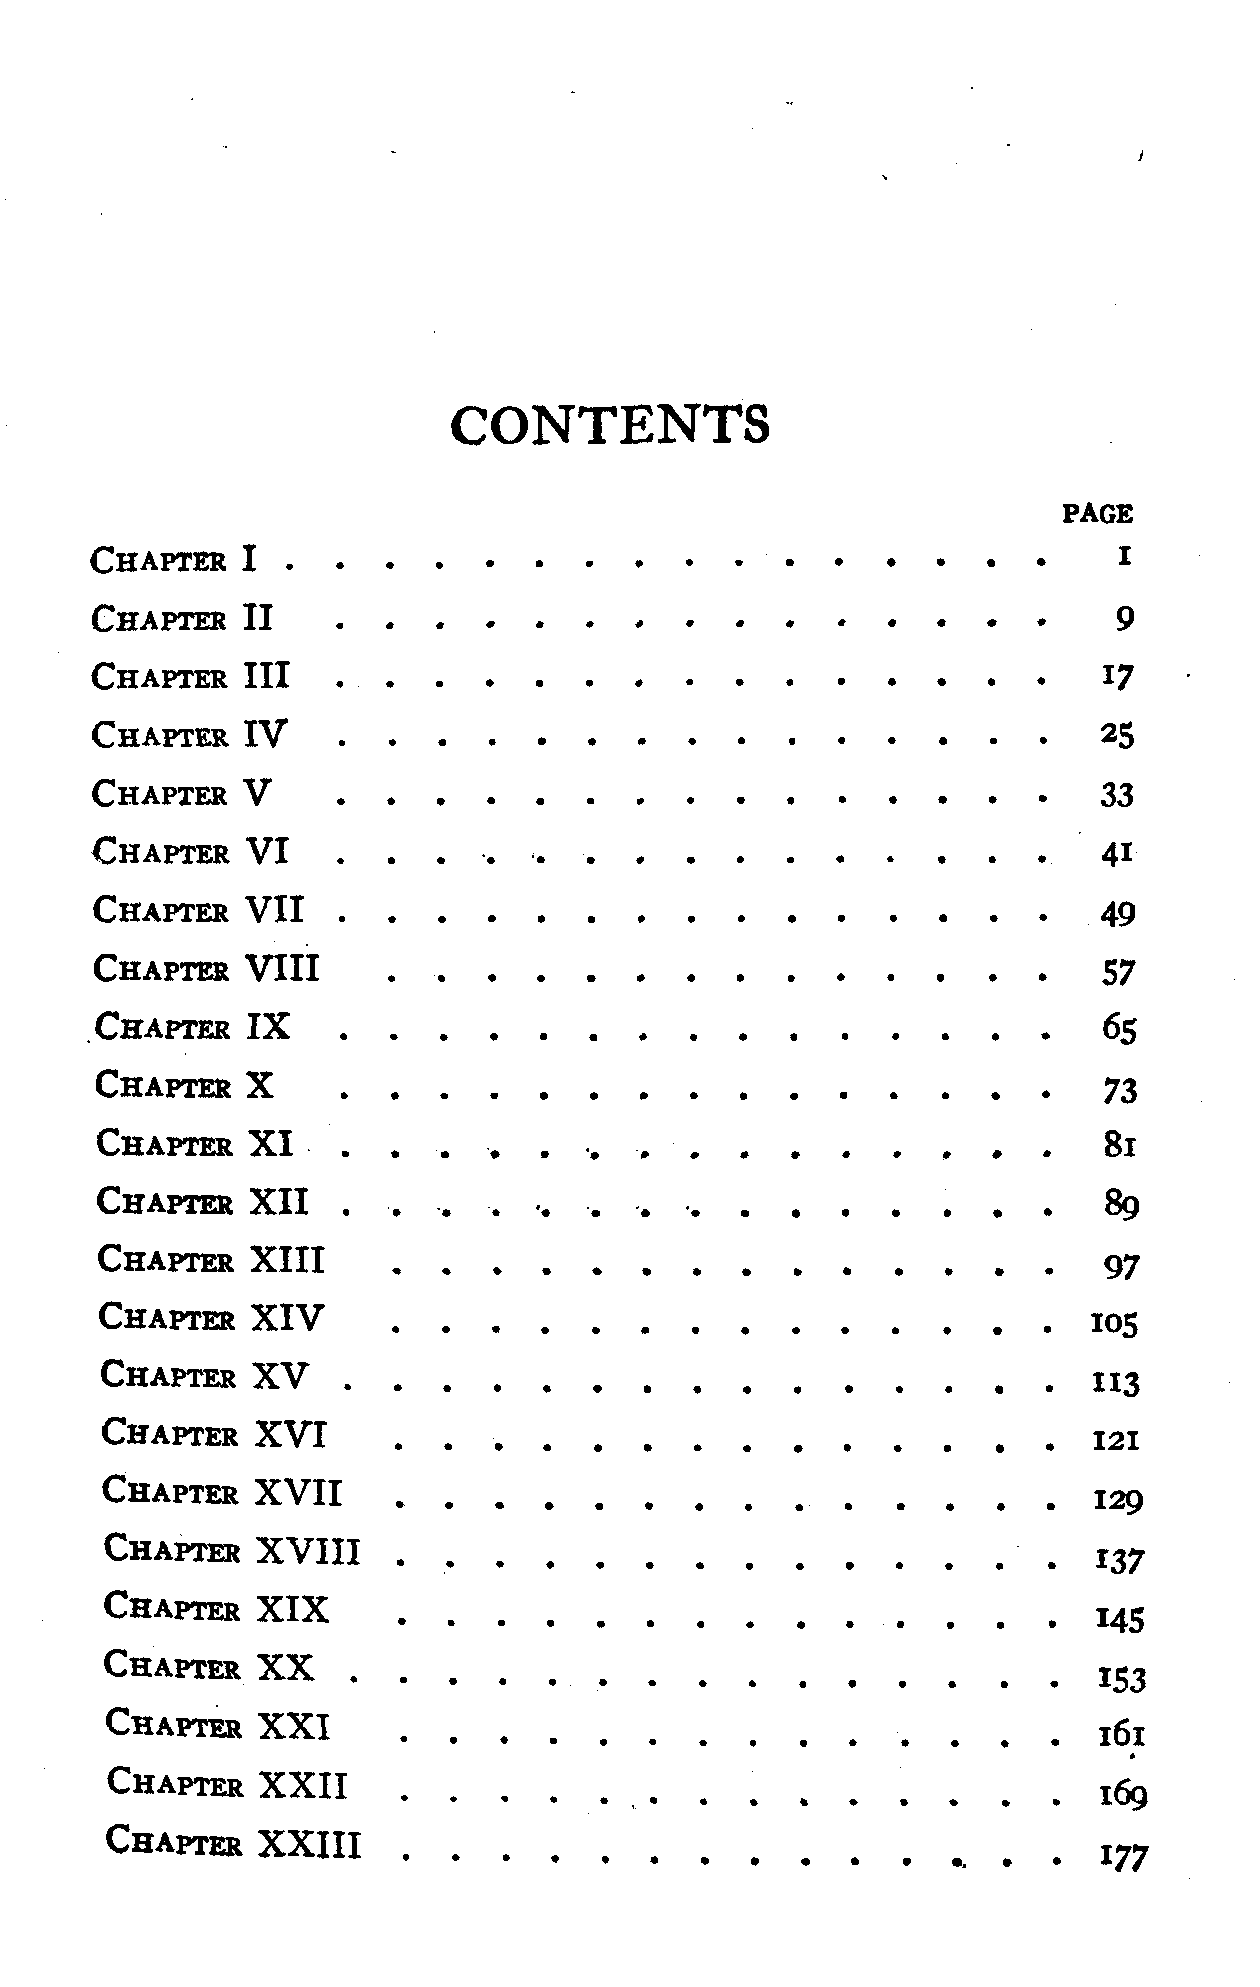 CONTENTS
PAGE
CHAPTER I . . . . . . . . . . . . . . . . 1
CHAPTER II . . . . . . . . . . . . . . . 9
CHAPTER III . . . . . . . . . . . . . . . 17
CHAPTER IV . . . . . . . . . . . . . . . 25
CHAPTER V . . . . . . . . . . . . . . . 33
CHAPTER VI . . . . . . . . . . . . . . . 41
CHAPTER VII . . . . . . . . . . . . . . . 49
CHAPTER VIII . . . . . . . . . . . . . . 57
CHAPTER IX . . . . . . . . . . . . . . . 65
CHAPTER X . . . . . . . . . . . . . . . 73
CHAPTER XI . . . . . . . . . . . . . . . 81
CHAPTER XII . . . . . . . . . . . . . . . 89
CHAPTER XIII . . . . . . . . . . . . . . 97
CHAPTER XIV . . . . . . . . . . . . . . 105
CHAPTER XV . . . . . . . . . . . . . . . 113
CHAPTER XVI . . . . . . . . . . . . . . 121
CHAPTER XVII . . . . . . . . . . . . . . 129
CHAPTER XVIII . . . . . . . . . . . . . . 137
CHAPTER XIX . . . . . . . . . . . . . . 145
CHAPTER XX . . . . . . . . . . . . . . . 153
CHAPTER XXI . . . . . . . . . . . . . . 161
CHAPTER XXII . . . . . . . . . . . . . . 169
CHAPTER XXIII . . . . . . . . . . . . . . 177